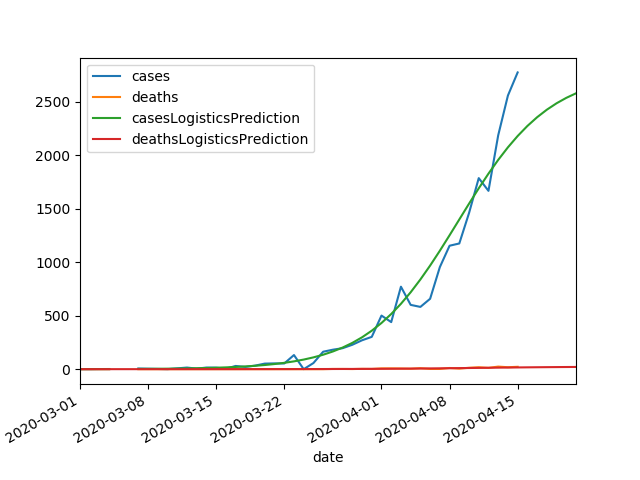 cases
deaths
casesLogisticsPrediction
deathsLogisticsPrediction
2500
2000
1500
1000
500
0
2020-03-01
2020-03-08
2020-03-15
2020-03-22
2020-04-01
2020-04-08
2020-04-15
date